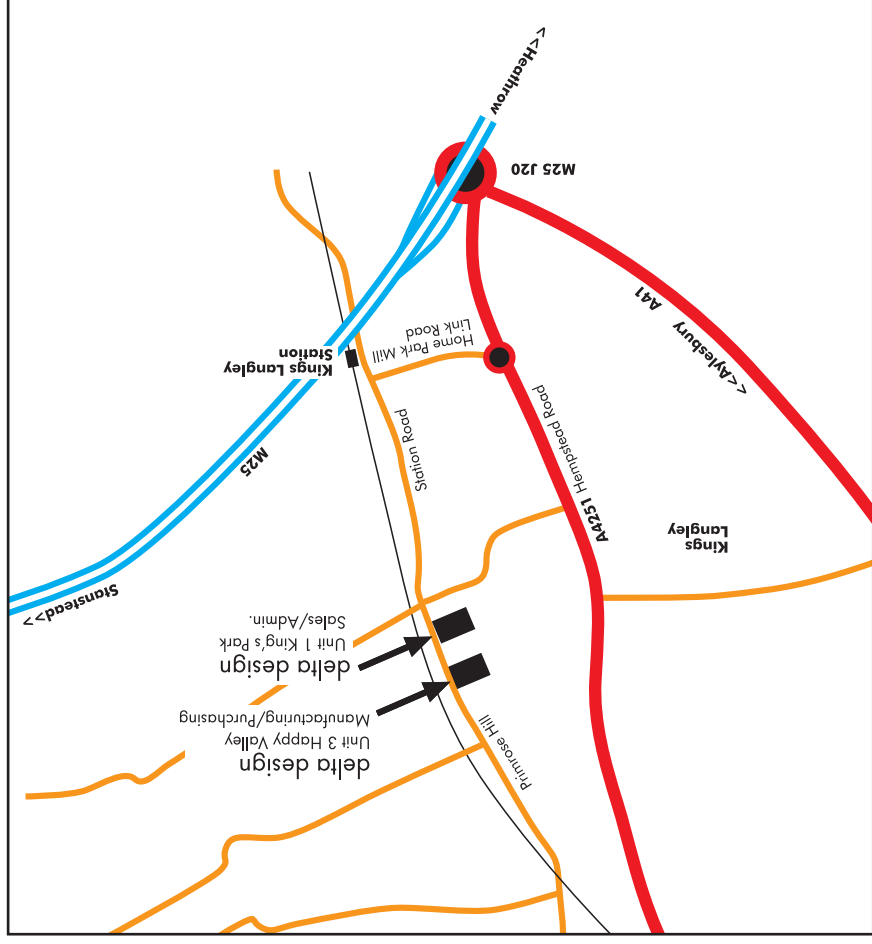 delta design
Unit 3 Happy Valley
Manufacturing/Purchasing
delta design
Unit 1 King's Park
Sales/Admin.
Primrose Hill
Stanstead>>
Kings
Langley
A4251 Hempstead Road
Station Road
M25
Kings Langley
Station
Home Park Mill
Link Road
<<Aylesbury
A41
M25 J20
<<Heathrow